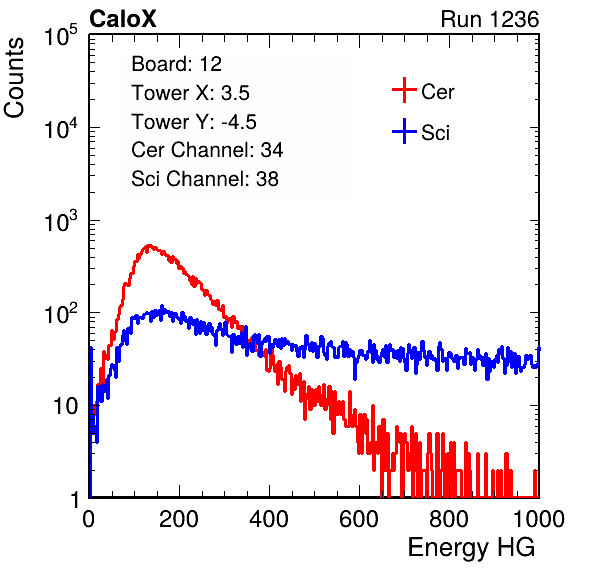 CaloX Run 1236
Counts
10^5
10^4
10^3
10^2
10
1
Board: 12
Tower X: 3.5
Tower Y: -4.5
Cer Channel: 34
Sci Channel: 38
Cer
Sci
0 200 400 600 800 1000
Energy HG